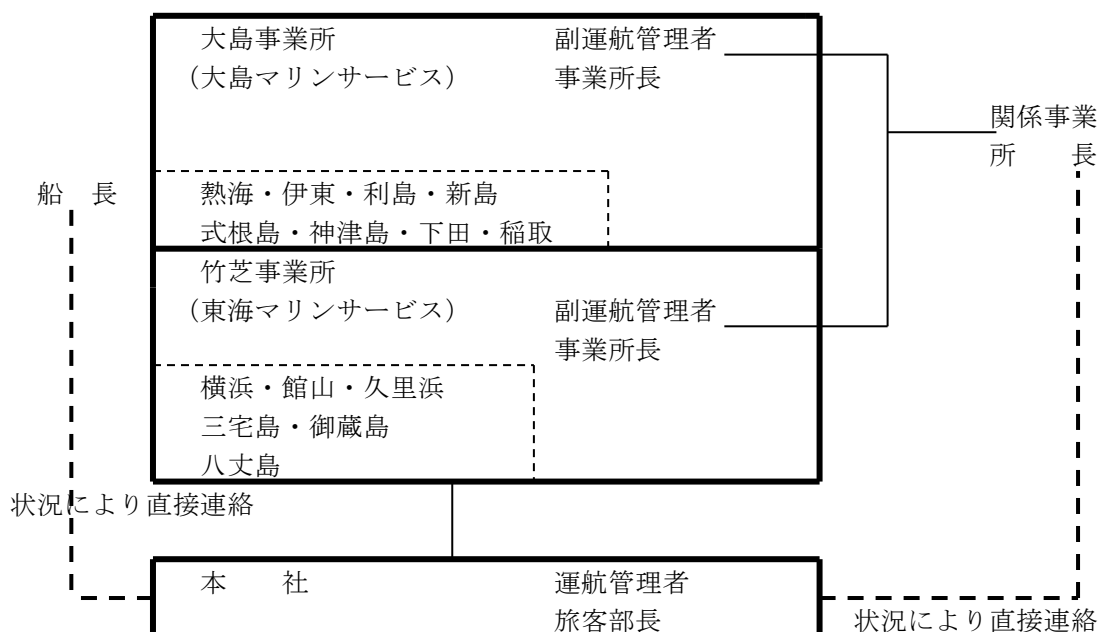 大島事業所 副運航管理者
（大島マリンサービス） 事業所長
関係事業
所 長
船 長
熱海・伊東・利島・新島
式根島・神津島・下田・稲取
竹芝事業所
（東海マリンサービス） 副運航管理者
事業所長
横浜・館山・久里浜
三宅島・御蔵島
八丈島
状況により直接連絡
本 社 運航管理者
旅客部長
状況により直接連絡